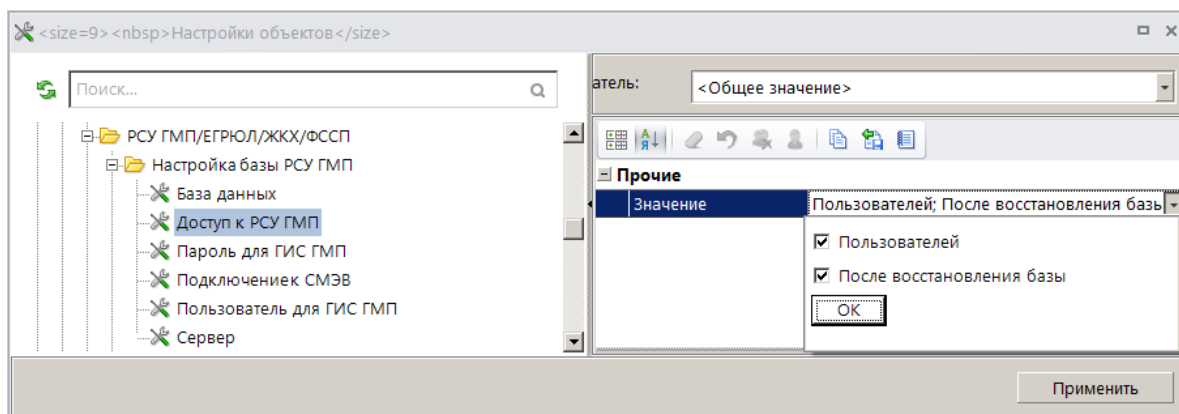 <size=9><nbsp>Настройки объектов</size>
Поиск...
РСУ ГМП/ЕГРЮЛ/ЖКХ/ФССП
Настройка базы РСУ ГМП
База данных
Доступ к РСУ ГМП
Пароль для ГИС ГМП
Подключениек СМЭВ
Пользователь для ГИС ГМП
Сервер
атель:
<Общее значение>
А
Я
Прочие
Значение
Пользователей; После восстановления базь
Пользователей
После восстановления базы
OK
Применить